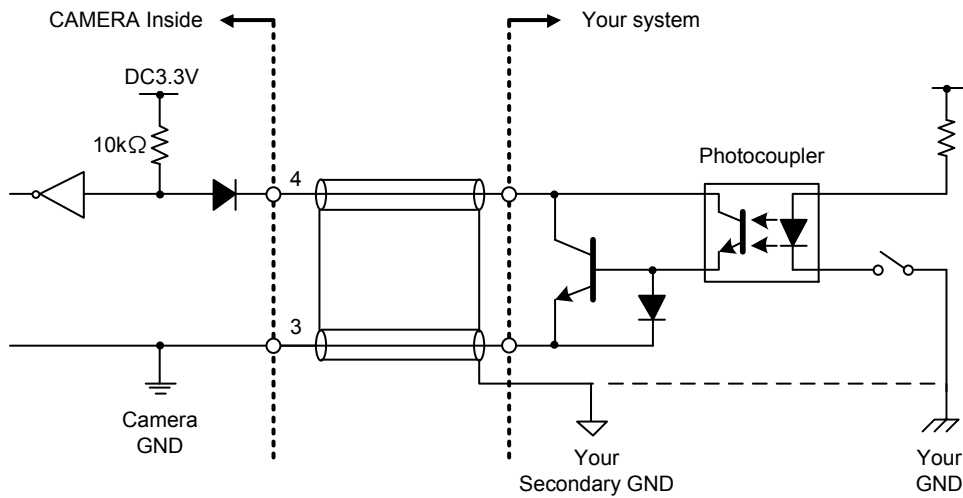 CAMERA Inside
Your system
DC3.3V
10kΩ
Photocoupler
4
3
Camera
GND
Your
Secondary GND
Your
GND